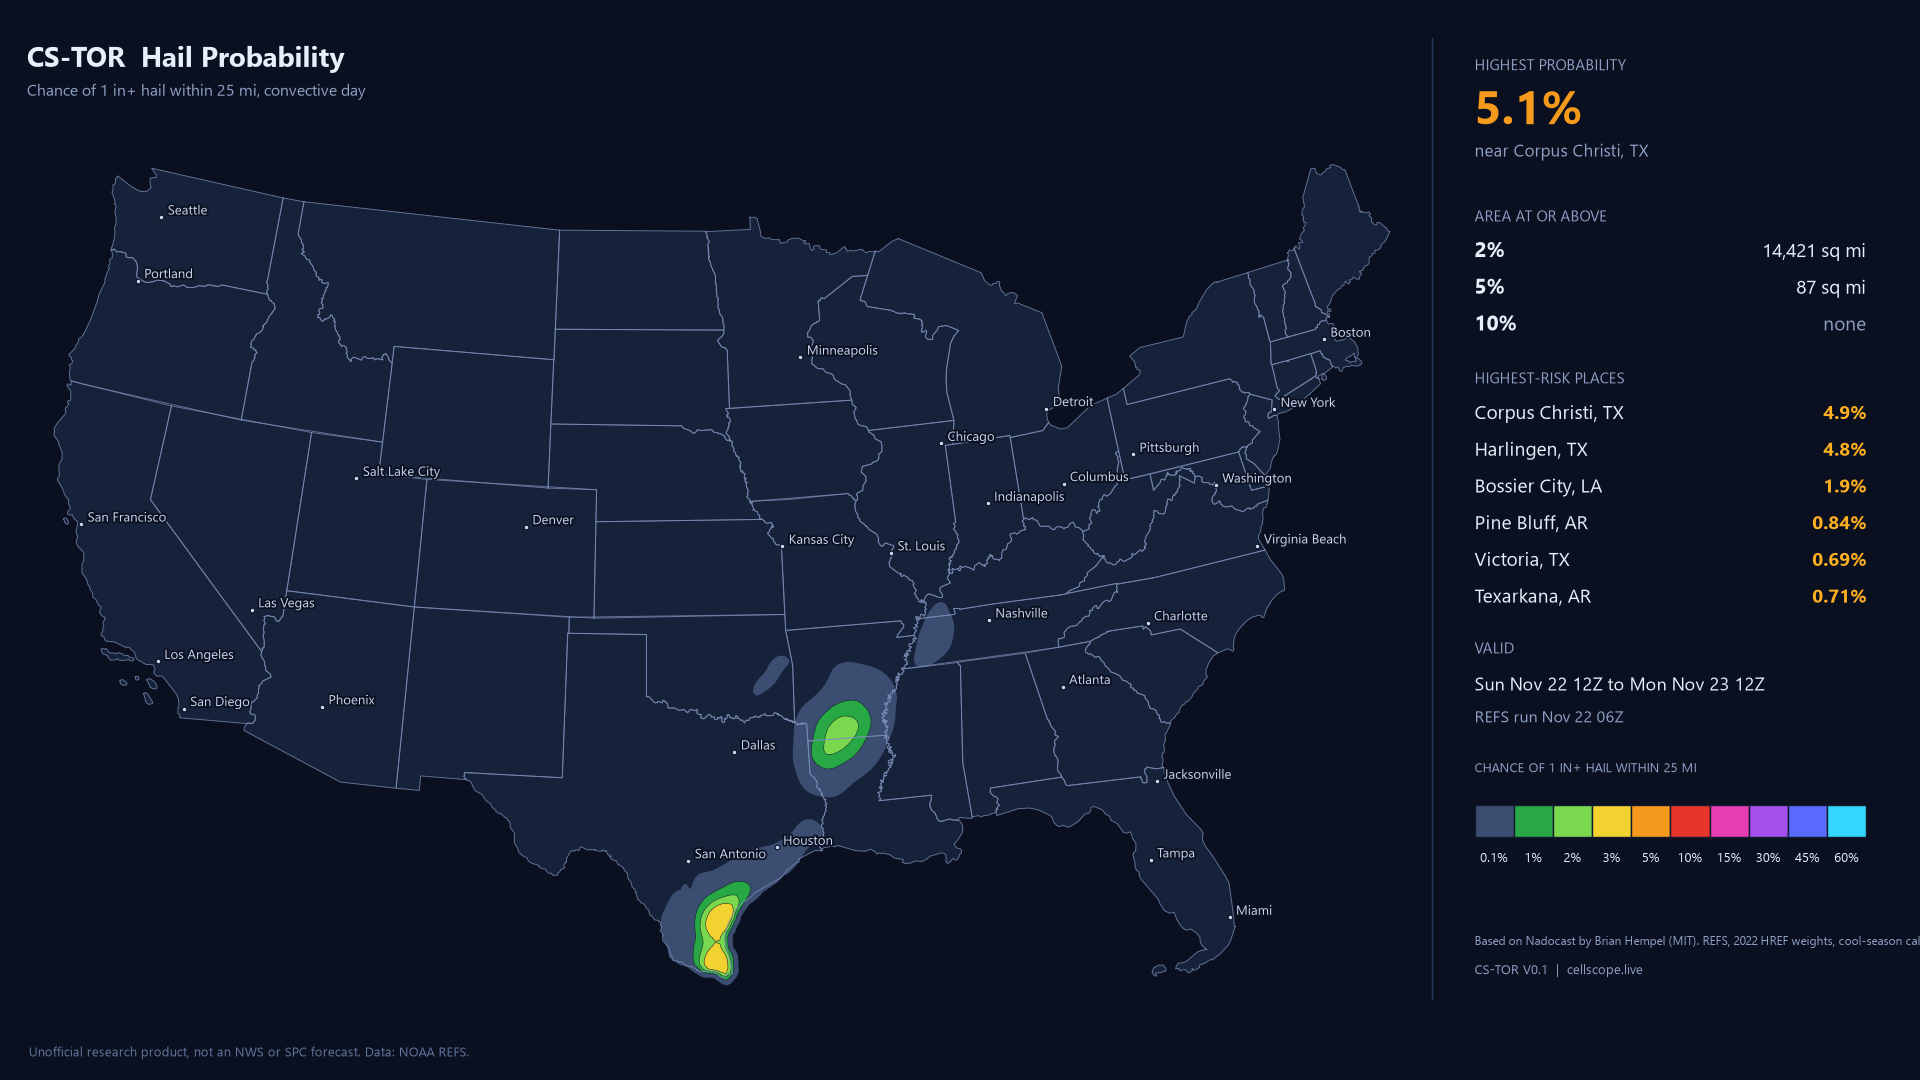 CS-TOR  Hail Probability
Chance of 1 in+ hail within 25 mi, convective day
Seattle
Portland
Minneapolis
Boston
Detroit
New York
Chicago
Pittsburgh
Salt Lake City
Columbus
Washington
Indianapolis
San Francisco
Denver
Kansas City
St. Louis
Virginia Beach
Las Vegas
Nashville
Charlotte
Los Angeles
Atlanta
San Diego
Phoenix
Dallas
Jacksonville
Houston
San Antonio
Tampa
Miami
HIGHEST PROBABILITY
5.1%
near Corpus Christi, TX
AREA AT OR ABOVE
2% 14,421 sq mi
5% 87 sq mi
10% none
HIGHEST-RISK PLACES
Corpus Christi, TX 4.9%
Harlingen, TX 4.8%
Bossier City, LA 1.9%
Pine Bluff, AR 0.84%
Victoria, TX 0.69%
Texarkana, AR 0.71%
VALID
Sun Nov 22 12Z to Mon Nov 23 12Z
REFS run Nov 22 06Z
CHANCE OF 1 IN+ HAIL WITHIN 25 MI
0.1% 1% 2% 3% 5% 10% 15% 30% 45% 60%
Based on Nadocast by Brian Hempel (MIT). REFS, 2022 HREF weights, cool-season cal
CS-TOR V0.1 | cellscope.live
Unofficial research product, not an NWS or SPC forecast. Data: NOAA REFS.